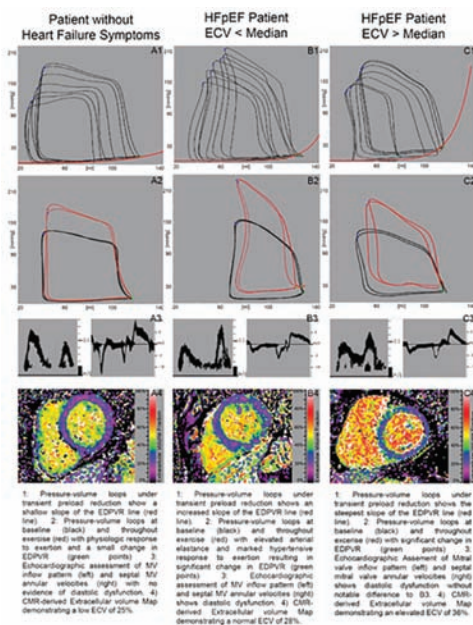 Patient without
Heart Failure Symptoms
HFpEF Patient
ECV < Median
HFpEF Patient
ECV > Median
A1
B1
C1
A2
B2
C2
A3
B3
C3
A4
B4
1: Pressure-volume loops under
transient preload reduction show a
shallow slope of the EDPVR line (red
line). 2: Pressure-volume loops at
baseline (black) and throughout
exercise (red) with physiologic response
to exertion and a small change in
EDPVR (green points) 3:
Echocardiographic assessment of MV
inflow pattern (left) and septal MV
annular velocities (right) with no
evidence of diastolic dysfunction. 4)
CMR-derived Extracellular volume Map
demonstrating a low ECV of 25%.
1: Pressure-volume loops under
transient preload reduction shows an
increased slope of the EDPVR line (red
line). 2: Pressure-volume loops at
baseline (black) and throughout
exercise (red) with elevated arterial
elastance and marked hypertensive
response to exertion resulting in
significant change in EDPVR (green
points) 3: Echocardiographic
assessment of MV inflow pattern (left)
and septal MV annular velocities (right)
shows diastolic dysfunction. 4) CMR-
derived Extracellular volume Map
demonstrating a normal ECV of 28%.
1: Pressure-volume loops under
transient preload reduction shows the
steepest slope of the EDPVR line (red
line). 2: Pressure-volume loops at
baseline (black) and throughout
exercise (red) with significant change in
EDPVR (green points) 3:
Echocardiographic Assessment of Mitral
valve inflow pattern (left) and septal
mitral valve annular velocities (right)
shows diastolic dysfunction without
notable difference to B3. 4) CMR-
derived Extracellular volume Map
demonstrating an elevated ECV of 36%.